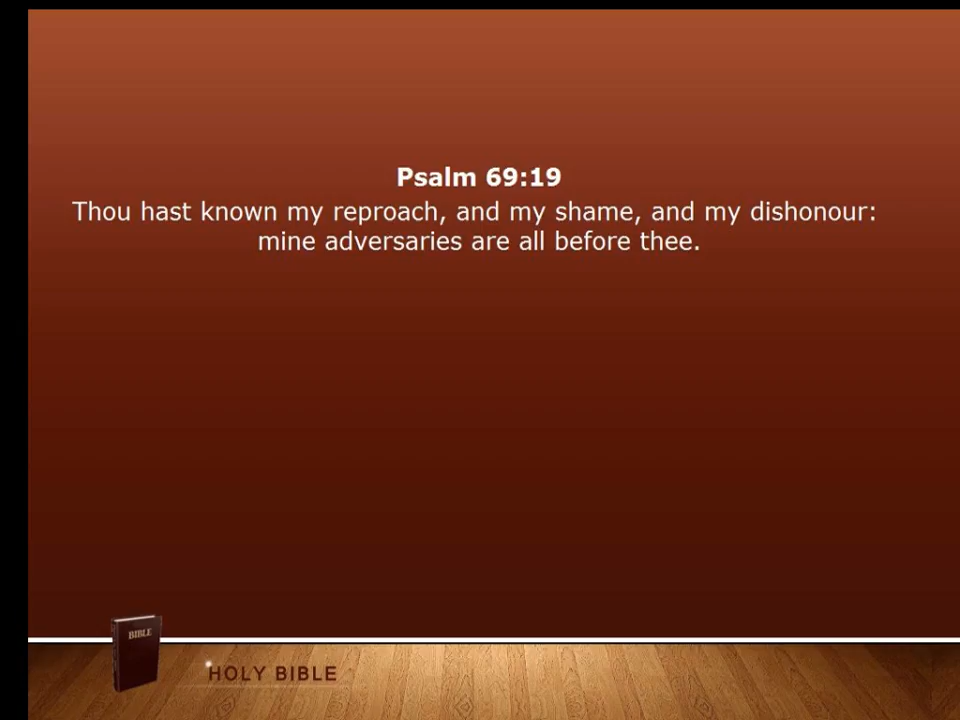 Psalm 69:19
Thou hast known my reproach, and my shame, and my dishonour:
mine adversaries are all before thee.
BIBLE
HOLY BIBLE